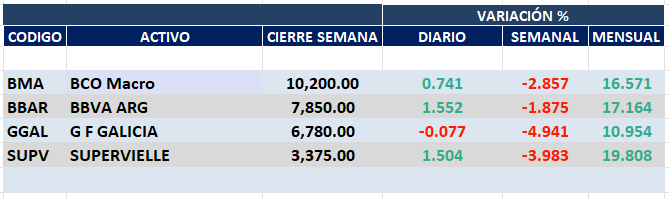 VARIACIÓN %
CODIGO ACTIVO CIERRE SEMANA DIARIO SEMANAL MENSUAL
BMA BCO Macro 10,200.00 0.741 -2.857 16.571
BBAR BBVA ARG 7,850.00 1.552 -1.875 17.164
GGAL G F GALICIA 6,780.00 -0.077 -4.941 10.954
SUPV SUPERVIELLE 3,375.00 1.504 -3.983 19.808